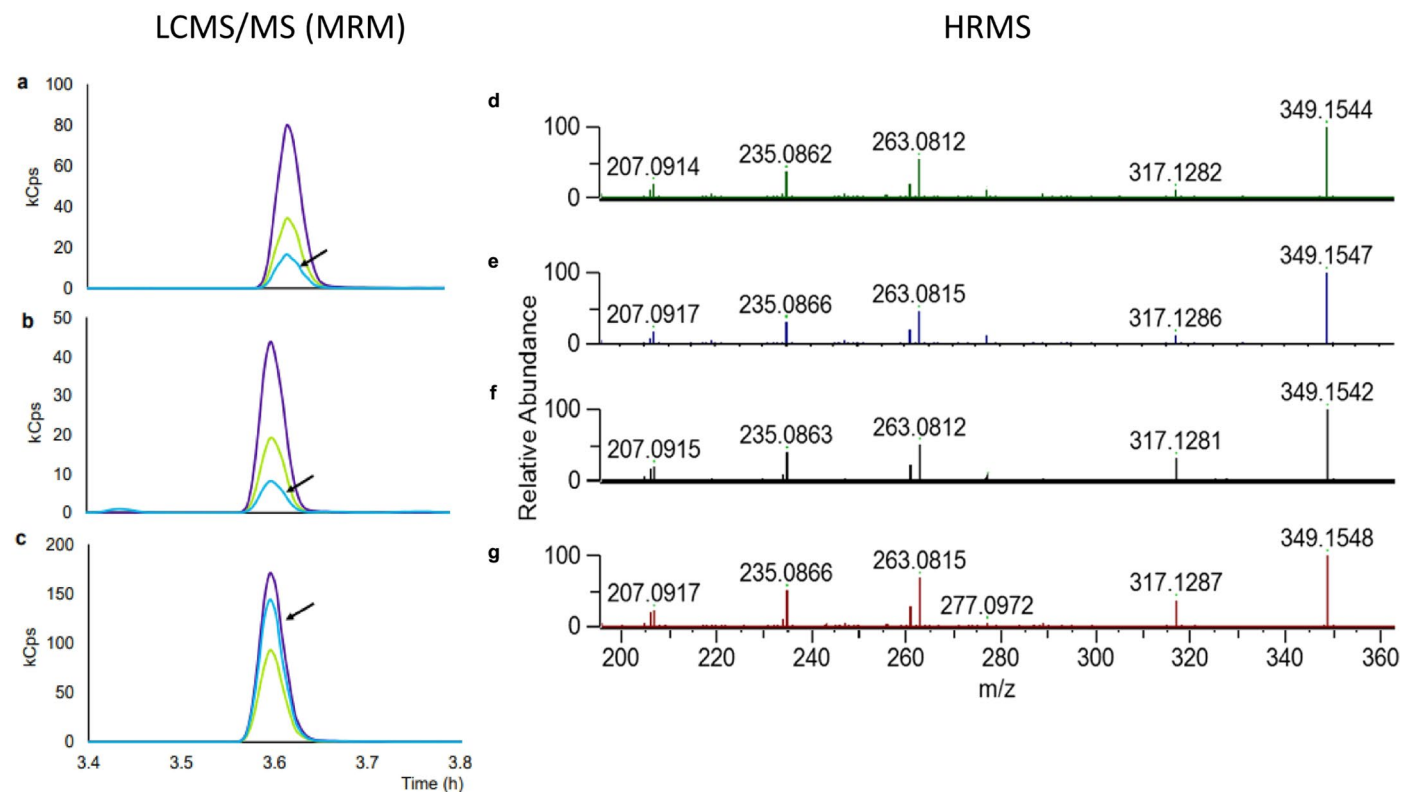 LCMS/MS (MRM)
HRMS
a
100
80
60
40
20
0
kCps
b
50
40
30
20
10
0
kCps
c
200
150
100
50
0
kCps
3.4 3.5 3.6 3.7 3.8
Time (h)
d
100
0
207.0914
235.0862
263.0812
317.1282
349.1544
e
100
0
207.0917
235.0866
263.0815
317.1286
349.1547
Relative Abundance
f
100
0
207.0915
235.0863
263.0812
317.1281
349.1542
g
100
0
207.0917
235.0866
263.0815
277.0972
317.1287
349.1548
200 220 240 260 280 300 320 340 360
m/z